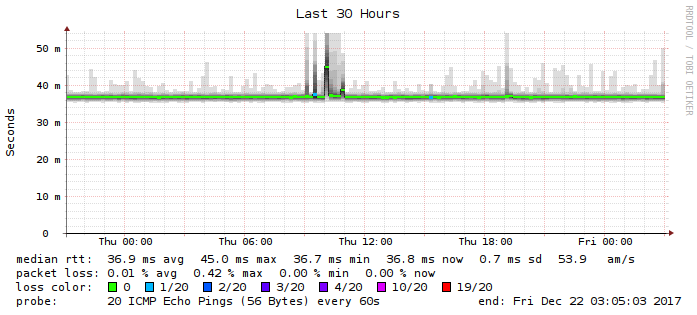 Last 30 Hours
RRDTOOL / TOBI OETIKER
Seconds
50 m
40 m
30 m
20 m
10 m
0
Thu 00:00 Thu 06:00 Thu 12:00 Thu 18:00 Fri 00:00
median rtt: 36.9 ms avg 45.0 ms max 36.7 ms min 36.8 ms now 0.7 ms sd 53.9 am/s
packet loss: 0.01 % avg 0.42 % max 0.00 % min 0.00 % now
loss color: 0 1/20 2/20 3/20 4/20 10/20 19/20
probe: 20 ICMP Echo Pings (56 Bytes) every 60s end: Fri Dec 22 03:05:03 2017